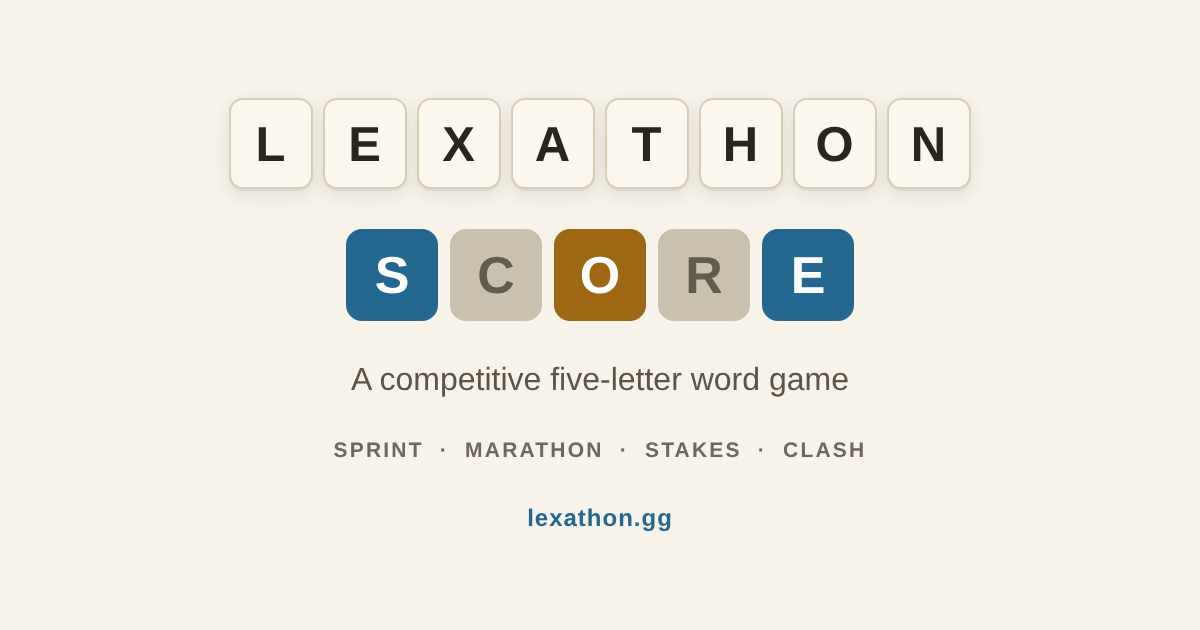 LEXATHON
SCORE
A competitive five-letter word game
SPRINT · MARATHON · STAKES · CLASH
lexathon.gg